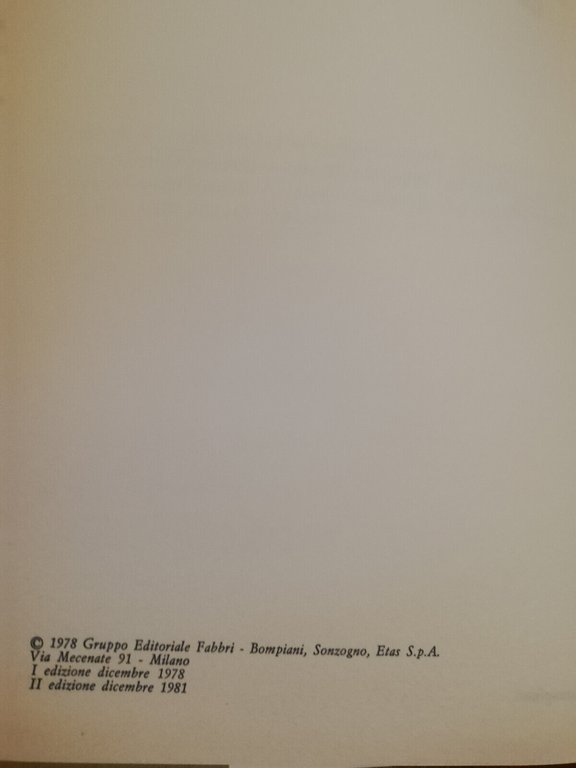 © 1978 Gruppo Editoriale Fabbri - Bompiani, Sonzogno, Etas S.p.A.
Via Mecenate 91 - Milano
I edizione dicembre 1978
II edizione dicembre 1981